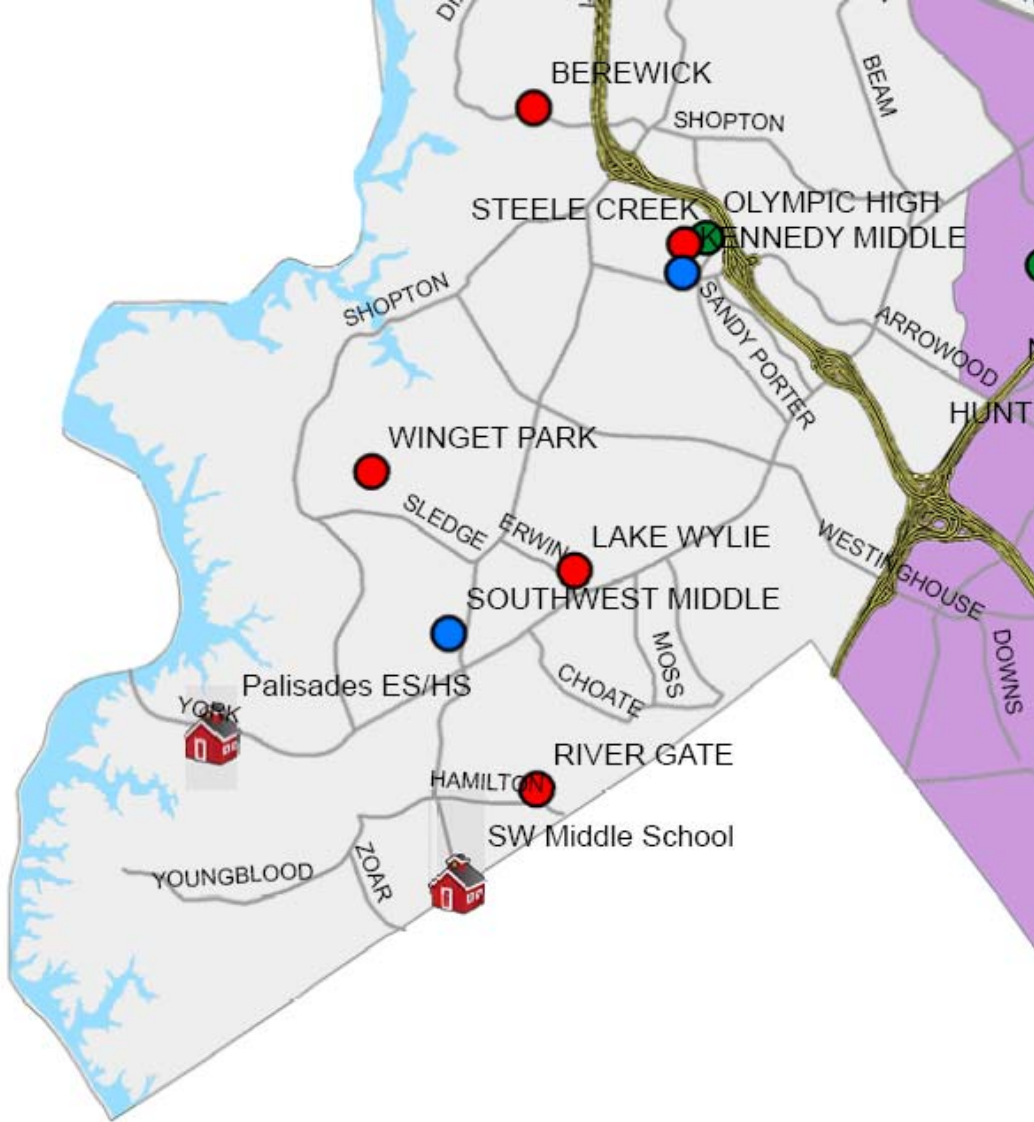 BEREWICK
BEAM
SHOPTON
STEELE CREEK
OLYMPIC HIGH
KENNEDY MIDDLE
SHOPTON
SANDY PORTER
ARROWOOD
HUNT
WINGET PARK
SLEDGE
ERWIN
LAKE WYLIE
WESTINGHOUSE
SOUTHWEST MIDDLE
MOSS
DOWNS
CHOATE
Palisades ES/HS
YORK
RIVER GATE
HAMILTON
SW Middle School
ZOAR
YOUNGBLOOD